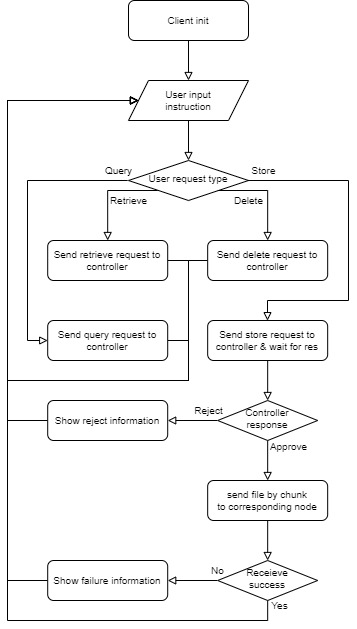 Client init
User input
instruction
Query
User request type
Store
Retrieve
Delete
Send retrieve request to
controller
Send delete request to
controller
Send query request to
controller
Send store request to
controller & wait for res
Show reject information
Reject
Controller
response
Approve
send file by chunk
to corresponding node
Show failure information
No
Receieve
success
Yes